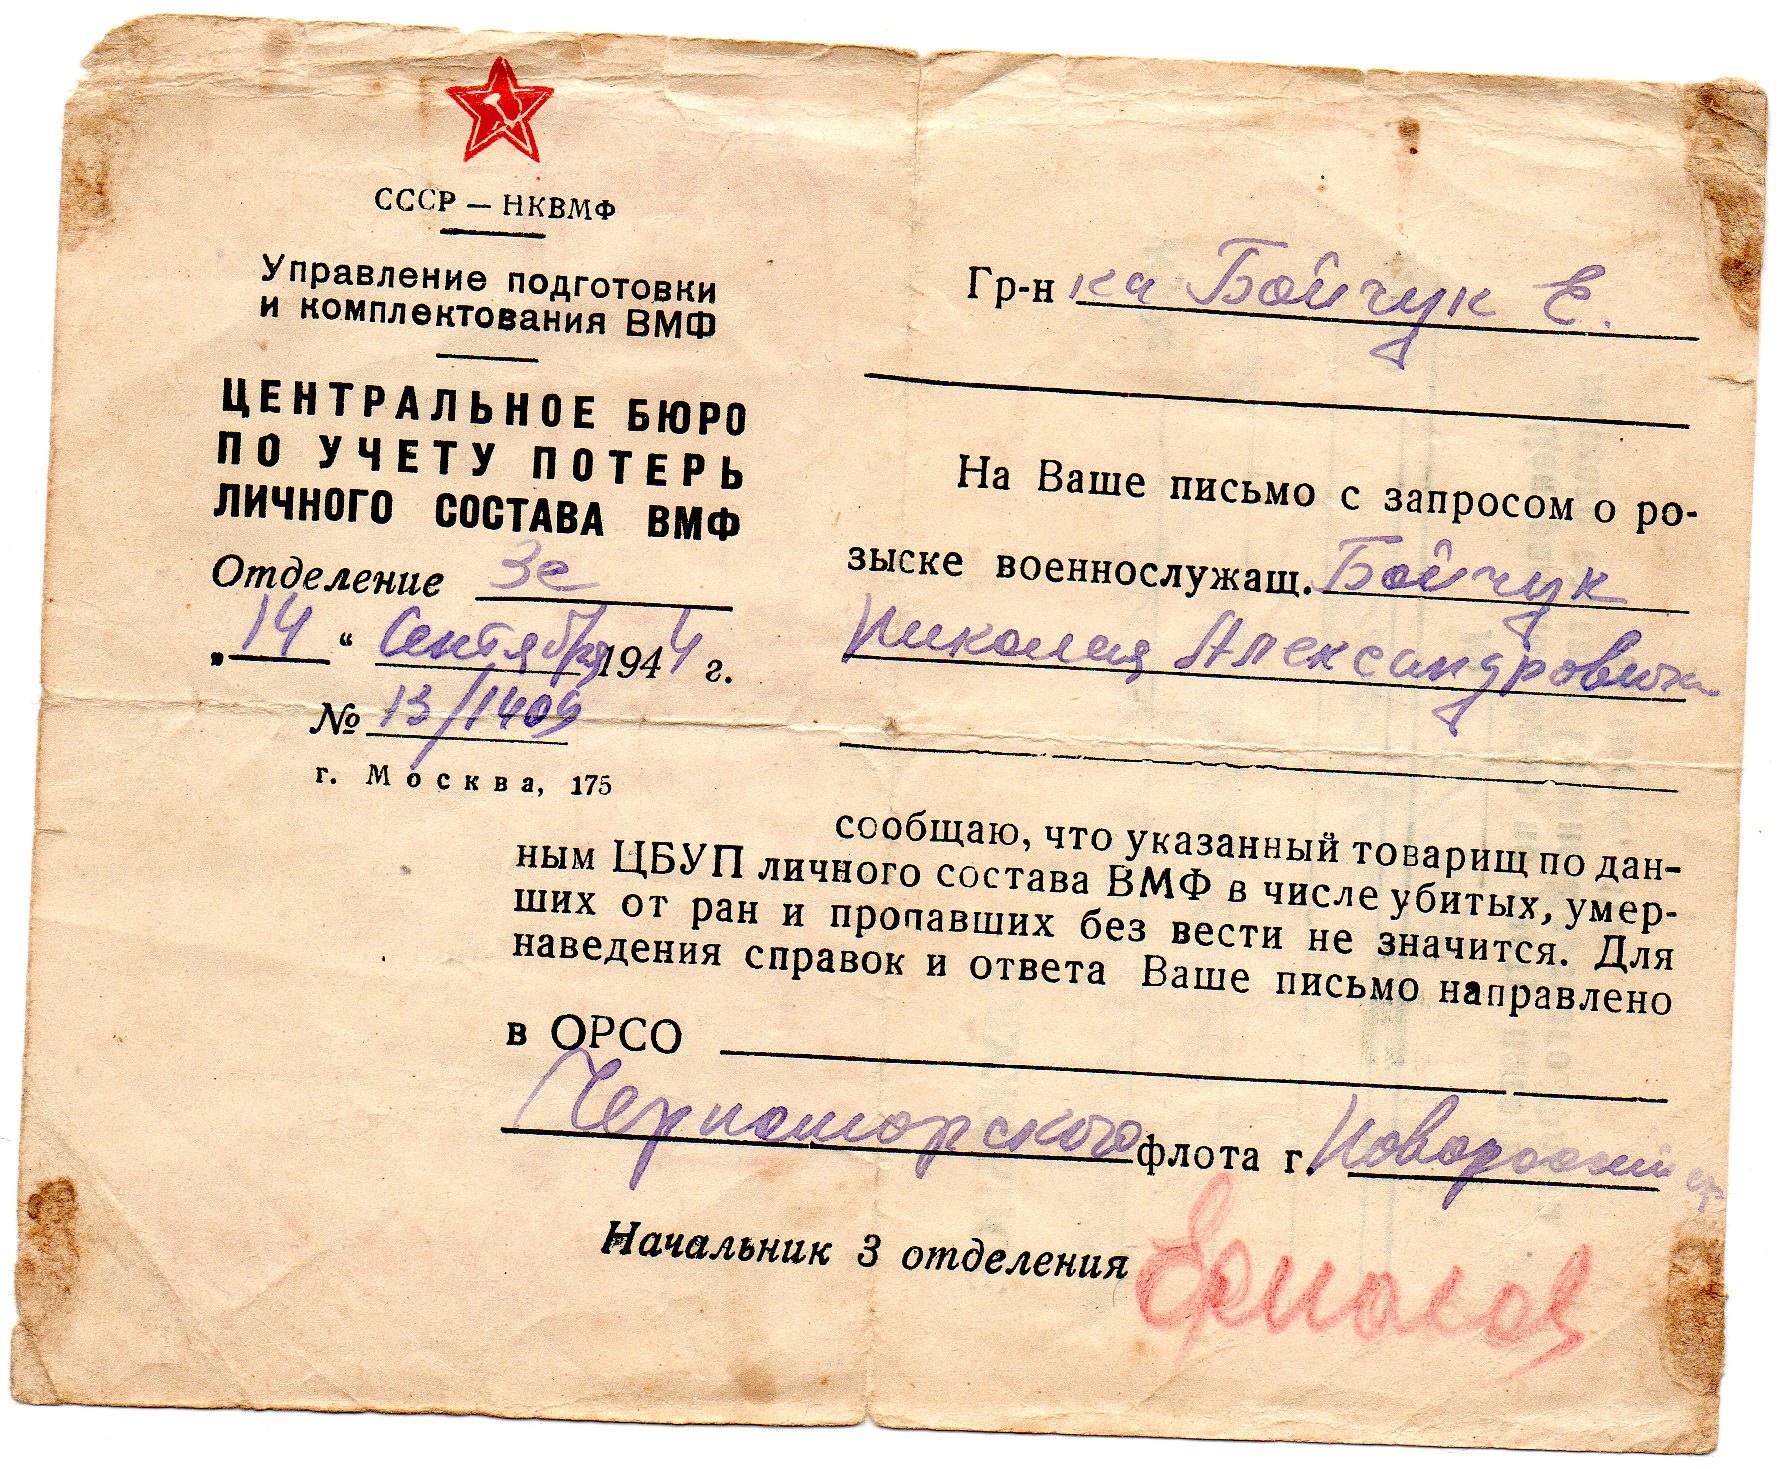 СССР — НКВМФ
Управление подготовки
и комплектования ВМФ
ЦЕНТРАЛЬНОЕ БЮРО
ПО УЧЕТУ ПОТЕРЬ
ЛИЧНОГО СОСТАВА ВМФ
Отделение 3е
„14“ Сентября 1944 г.
№ 13/1409
г. Москва, 175
Гр-нка Бойчук Е.
На Ваше письмо с запросом о ро-
зыске военнослужащ. Бойчук
Николая Александровича
сообщаю, что указанный товарищ по дан-
ным ЦБУП личного состава ВМФ в числе убитых, умер-
ших от ран и пропавших без вести не значится. Для
наведения справок и ответа Ваше письмо направлено
в ОРСО
Черноморского флота г. Новороссийск
Начальник 3 отделения Ермолов